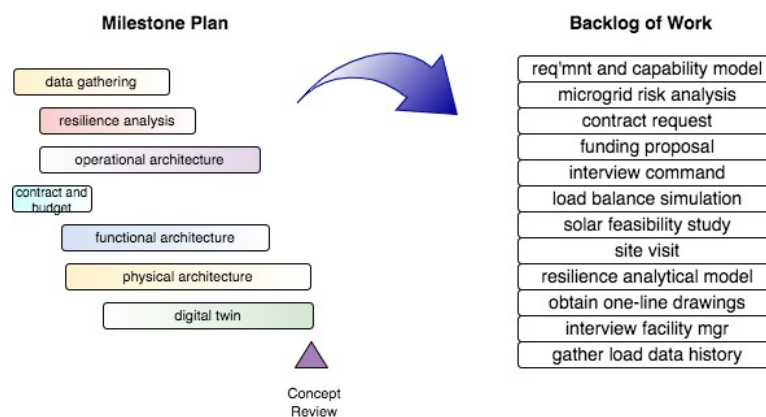 Milestone Plan
data gathering
resilience analysis
operational architecture
contract and
budget
functional architecture
physical architecture
digital twin
Concept
Review
Backlog of Work
req'mnt and capability model
microgrid risk analysis
contract request
funding proposal
interview command
load balance simulation
solar feasibility study
site visit
resilience analytical model
obtain one-line drawings
interview facility mgr
gather load data history